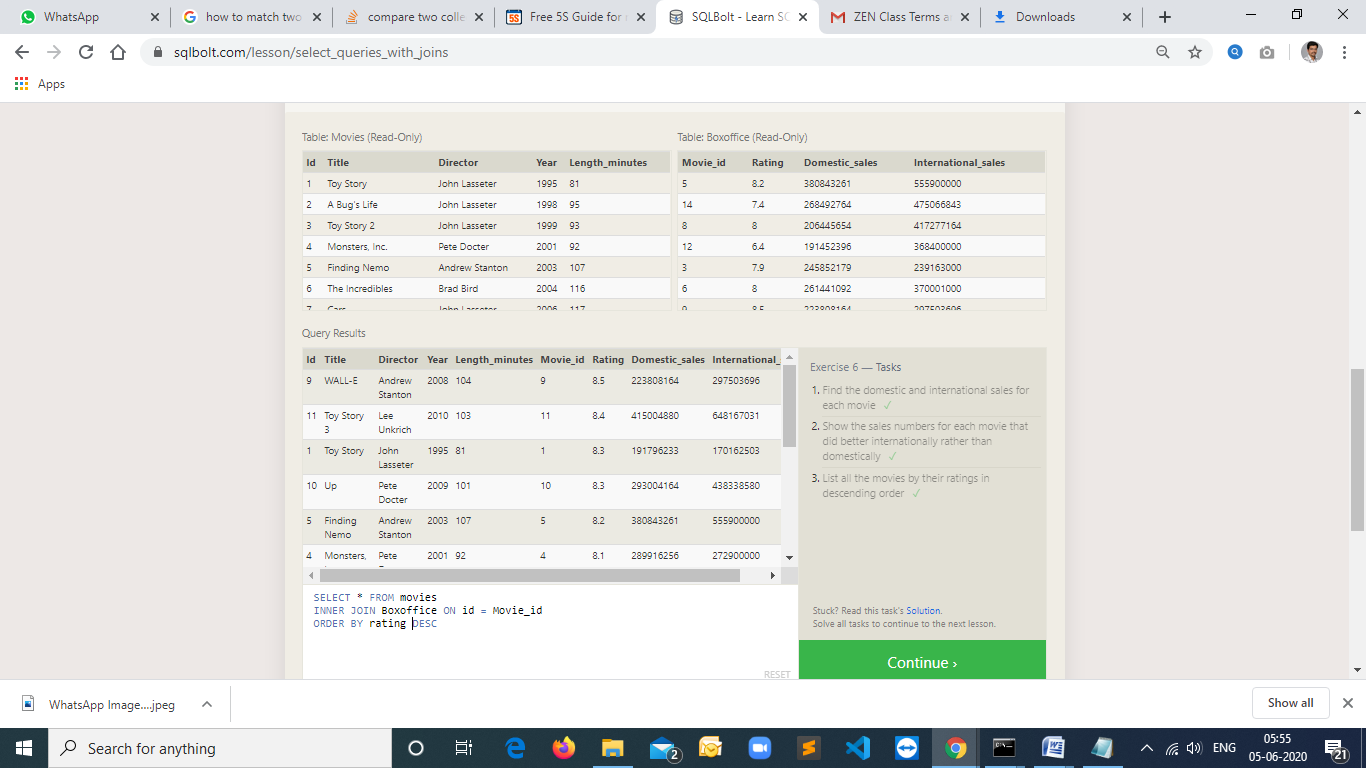 WhatsApp
how to match two
compare two colle
Free 5S Guide for
SQLBolt - Learn SQ
ZEN Class Terms a
Downloads
sqlbolt.com/lesson/select_queries_with_joins
Apps
Table: Movies (Read-Only)
Id Title Director Year Length_minutes
1 Toy Story John Lasseter 1995 81
2 A Bug's Life John Lasseter 1998 95
3 Toy Story 2 John Lasseter 1999 93
4 Monsters, Inc. Pete Docter 2001 92
5 Finding Nemo Andrew Stanton 2003 107
6 The Incredibles Brad Bird 2004 116
7 Cars John Lasseter 2006 117
Table: Boxoffice (Read-Only)
Movie_id Rating Domestic_sales International_sales
5 8.2 380843261 555900000
14 7.4 268492764 475066843
8 8 206445654 417277164
12 6.4 191452396 368400000
3 7.9 245852179 239163000
6 8 261441092 370001000
9 8.5 223808164 297503696
Query Results
Id Title Director Year Length_minutes Movie_id Rating Domestic_sales International_
9 WALL-E Andrew Stanton 2008 104 9 8.5 223808164 297503696
11 Toy Story 3 Lee Unkrich 2010 103 11 8.4 415004880 648167031
1 Toy Story John Lasseter 1995 81 1 8.3 191796233 170162503
10 Up Pete Docter 2009 101 10 8.3 293004164 438338580
5 Finding Nemo Andrew Stanton 2003 107 5 8.2 380843261 555900000
4 Monsters, Pete 2001 92 4 8.1 289916256 272900000
SELECT * FROM movies
INNER JOIN Boxoffice ON id = Movie_id
ORDER BY rating DESC
RESET
Exercise 6 — Tasks
1. Find the domestic and international sales for
each movie ✓
2. Show the sales numbers for each movie that
did better internationally rather than
domestically ✓
3. List all the movies by their ratings in
descending order ✓
Stuck? Read this task's Solution.
Solve all tasks to continue to the next lesson.
Continue ›
WhatsApp Image....jpeg
Show all
Search for anything
2
ENG
05:55
05-06-2020
21